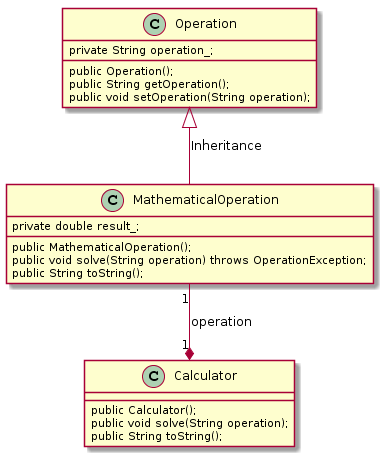 C Operation
private String operation_;
public Operation();
public String getOperation();
public void setOperation(String operation);
Inheritance
C MathematicalOperation
private double result_;
public MathematicalOperation();
public void solve(String operation) throws OperationException;
public String toString();
1
operation
1
C Calculator
public Calculator();
public void solve(String operation);
public String toString();